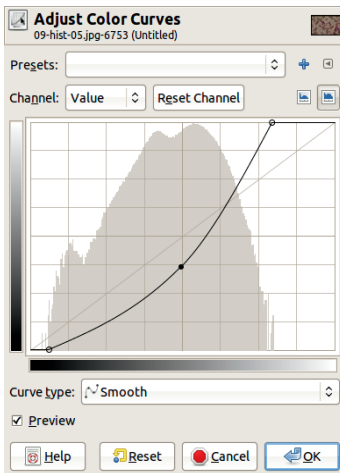 Adjust Color Curves
09-hist-05.jpg-6753 (Untitled)
Presets:
Channel: Value Reset Channel
Curve type: Smooth
Preview
Help Reset Cancel OK